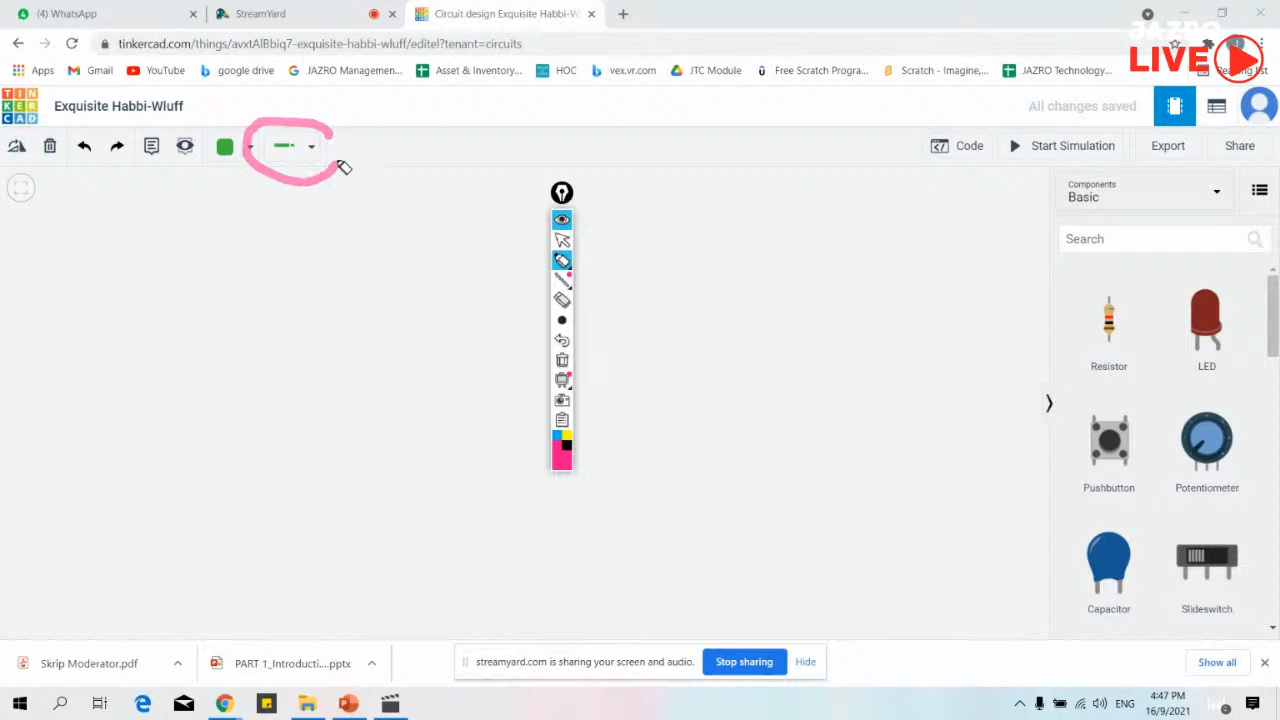 (4) WhatsApp
StreamYard
Circuit design Exquisite Habbi-W
tinkercad.com/things/avxtAlBbiq7-exquisite-habbi-wluff/editel?tenant=circuits
JAZRO
LIVE
Apps
Gmail
YouTube
google drive
JAZRO Managemen...
Asset & Inventory...
HOC
vex.vr.com/
JTC Module
Free Scratch Progra...
Scratch - Imagine,...
JAZRO Technology...
Reading list
TIN
KER
CAD
Exquisite Habbi-Wluff
All changes saved
Code
Start Simulation
Export
Share
Components
Basic
Search
Resistor
LED
Pushbutton
Potentiometer
Capacitor
Slideswitch
Skrip Moderator.pdf
PART 1_Introducti....pptx
streamyard.com is sharing your screen and audio.
Stop sharing
Hide
Show all
ENG
4:47 PM
16/9/2021
2